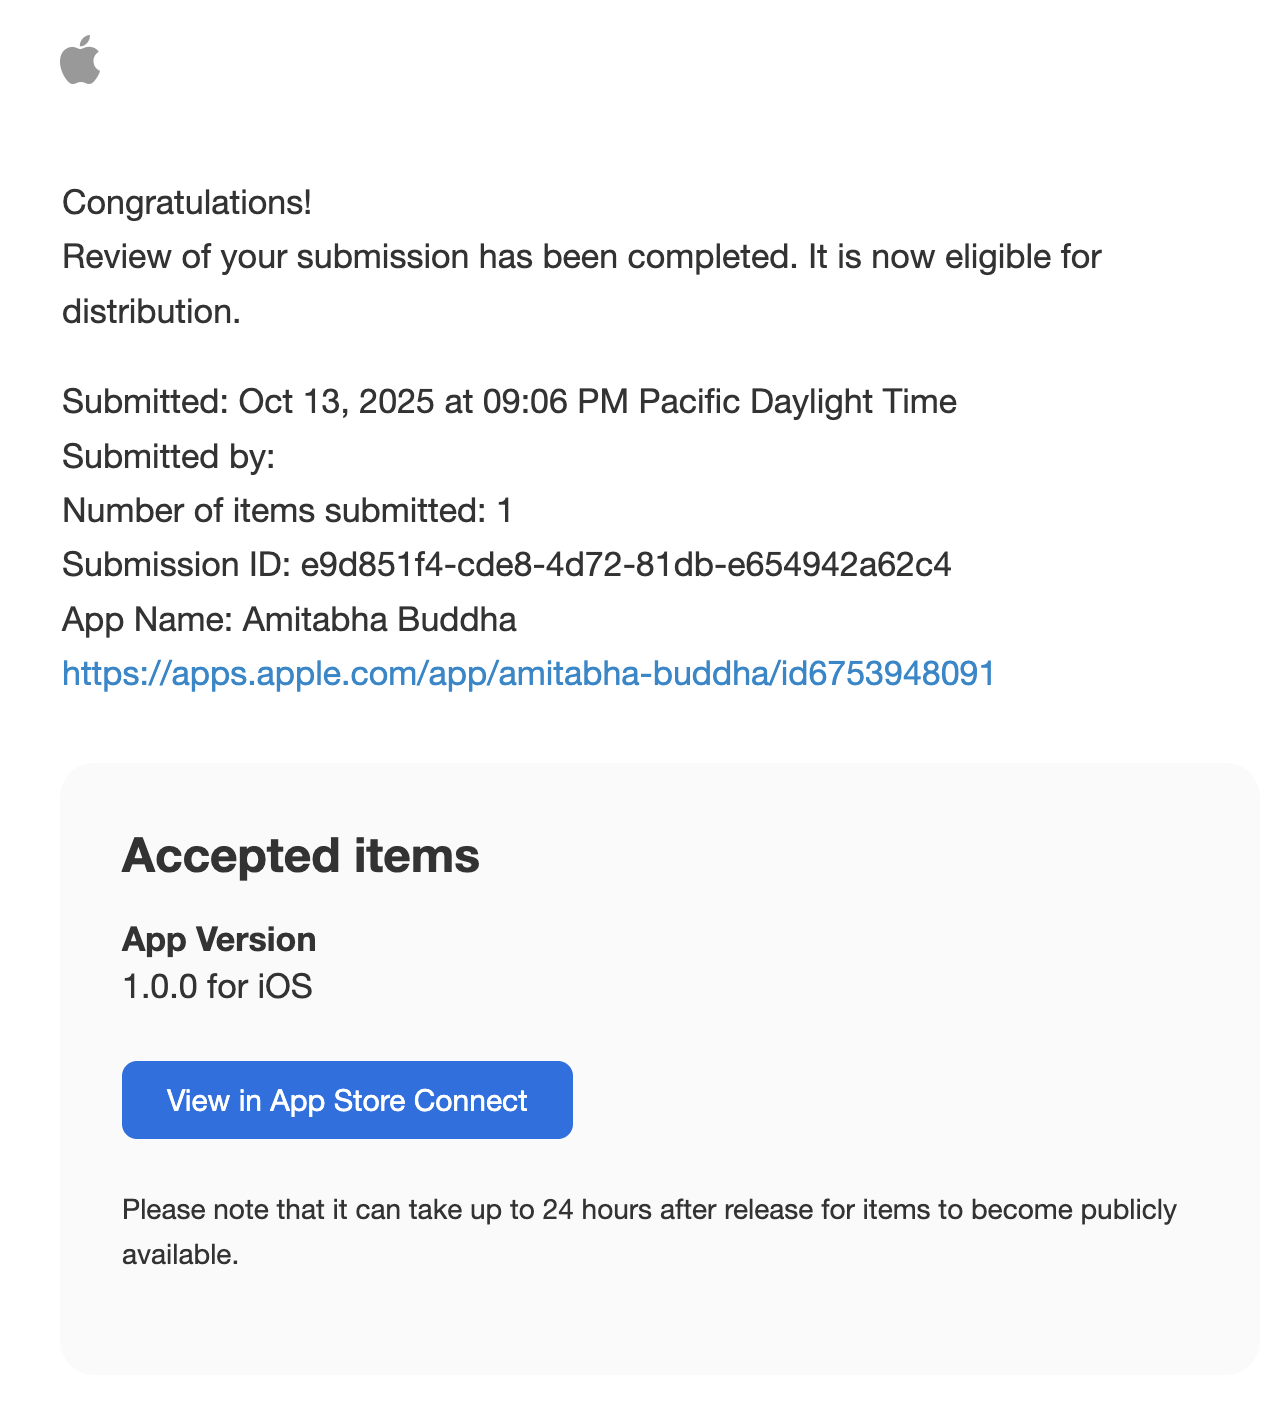 Congratulations!
Review of your submission has been completed. It is now eligible for
distribution.
Submitted: Oct 13, 2025 at 09:06 PM Pacific Daylight Time
Submitted by:
Number of items submitted: 1
Submission ID: e9d851f4-cde8-4d72-81db-e654942a62c4
App Name: Amitabha Buddha
https://apps.apple.com/app/amitabha-buddha/id6753948091
Accepted items
App Version
1.0.0 for iOS
View in App Store Connect
Please note that it can take up to 24 hours after release for items to become publicly
available.